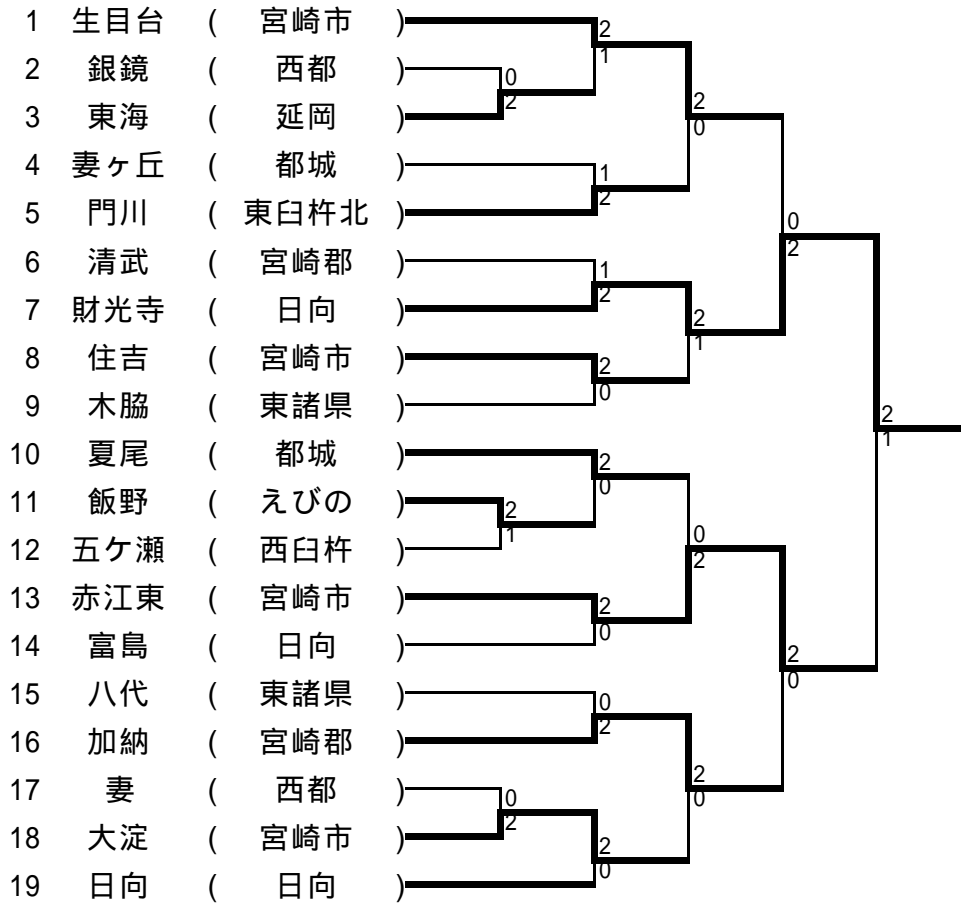 1 生目台 ( 宮崎市 )
2 銀鏡 ( 西都 )
3 東海 ( 延岡 )
4 妻ヶ丘 ( 都城 )
5 門川 ( 東臼杵北 )
6 清武 ( 宮崎郡 )
7 財光寺 ( 日向 )
8 住吉 ( 宮崎市 )
9 木脇 ( 東諸県 )
10 夏尾 ( 都城 )
11 飯野 ( えびの )
12 五ケ瀬 ( 西臼杵 )
13 赤江東 ( 宮崎市 )
14 富島 ( 日向 )
15 八代 ( 東諸県 )
16 加納 ( 宮崎郡 )
17 妻 ( 西都 )
18 大淀 ( 宮崎市 )
19 日向 ( 日向 )
0
2
2
1
2
1
2
0
1
2
1
2
2
0
2
0
2
0
0
2
0
2
2
0
2
1
0
2
2
0
0
2
2
0
2
1